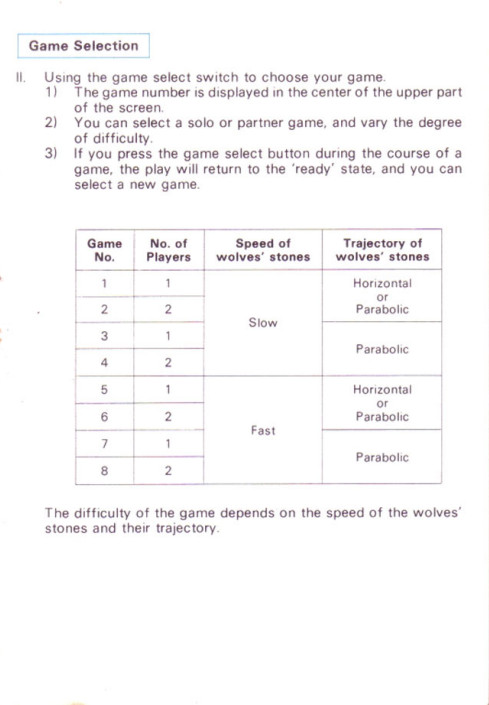 Game Selection
II. Using the game select switch to choose your game.
1) The game number is displayed in the center of the upper part
of the screen.
2) You can select a solo or partner game, and vary the degree
of difficulty.
3) If you press the game select button during the course of a
game, the play will return to the 'ready' state, and you can
select a new game.
Game No. of Speed of Trajectory of
No. Players wolves' stones wolves' stones
1 1 Horizontal
or
2 2 Parabolic
Slow
3 1
Parabolic
4 2
5 1 Horizontal
or
6 2 Parabolic
Fast
7 1
Parabolic
8 2
The difficulty of the game depends on the speed of the wolves'
stones and their trajectory.